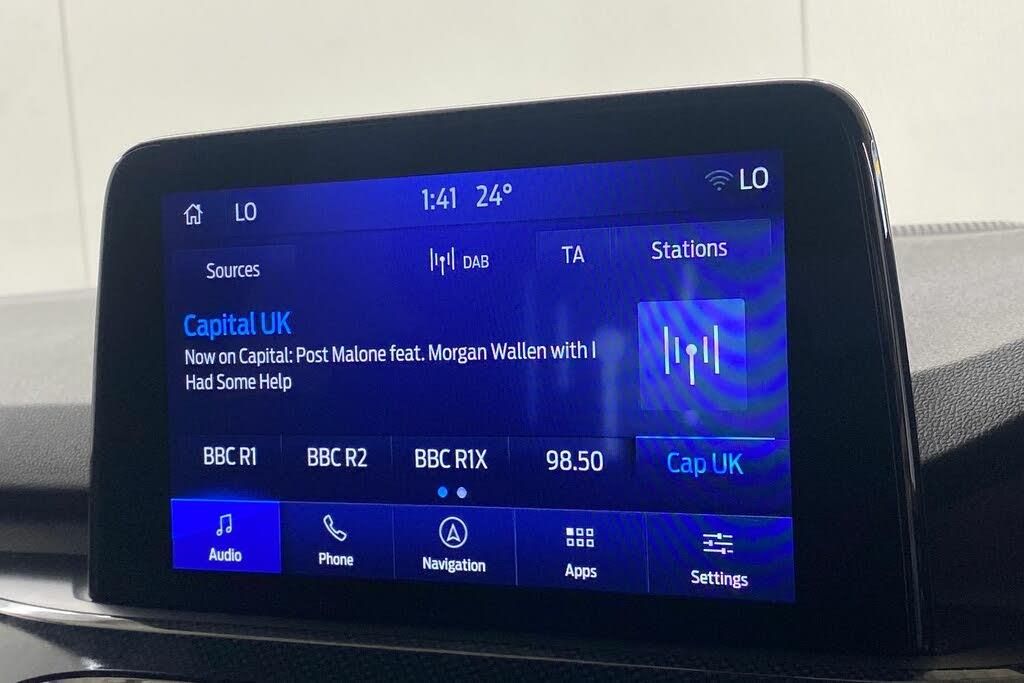 LO 1:41 24° LO
Sources DAB TA Stations
Capital UK
Now on Capital: Post Malone feat. Morgan Wallen with I
Had Some Help
BBC R1 BBC R2 BBC R1X 98.50 Cap UK
Audio Phone Navigation Apps Settings